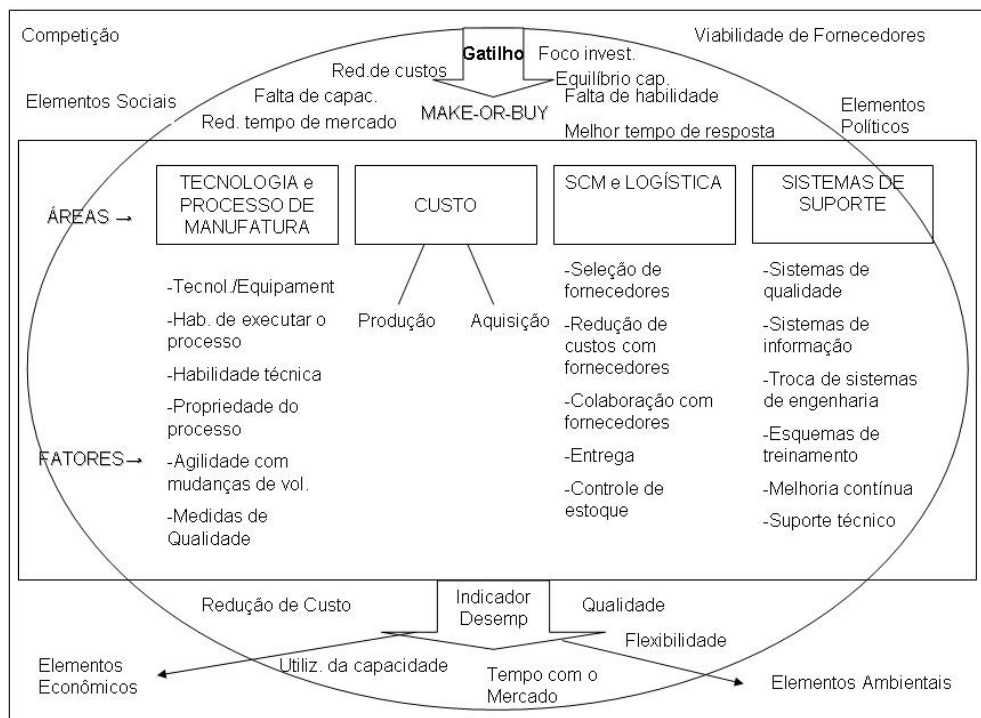 Competição
Viabilidade de Fornecedores
Gatilho
Foco invest.
Red.de custos
Equilíbrio cap.
Elementos Sociais
Falta de capac.
MAKE-OR-BUY
Falta de habilidade
Elementos
Políticos
Red. tempo de mercado
Melhor tempo de resposta
ÁREAS →
TECNOLOGIA e
PROCESSO DE
MANUFATURA
CUSTO
SCM e LOGÍSTICA
SISTEMAS DE
SUPORTE
FATORES→
-Tecnol./Equipament
-Hab. de executar o
processo
-Habilidade técnica
-Propriedade do
processo
-Agilidade com
mudanças de vol.
-Medidas de
Qualidade
Produção
Aquisição
-Seleção de
fornecedores
-Redução de
custos com
fornecedores
-Colaboração com
fornecedores
-Entrega
-Controle de
estoque
-Sistemas de
qualidade
-Sistemas de
informação
-Troca de sistemas
de engenharia
-Esquemas de
treinamento
-Melhoria contínua
-Suporte técnico
Redução de Custo
Indicador
Desemp
Qualidade
Flexibilidade
Elementos
Econômicos
Utiliz. da capacidade
Tempo com o
Mercado
Elementos Ambientais